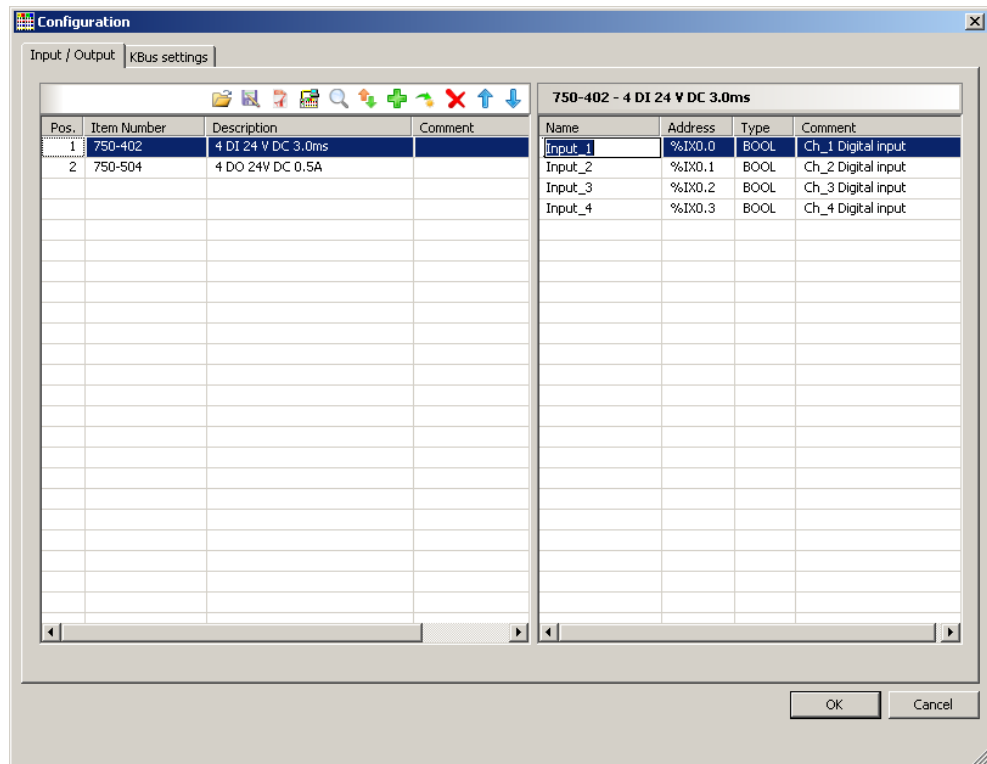 Configuration
Input / Output KBus settings
750-402 - 4 DI 24 V DC 3.0ms
Pos. Item Number Description Comment Name Address Type Comment
1 750-402 4 DI 24 V DC 3.0ms Input_1 %IX0.0 BOOL Ch_1 Digital input
2 750-504 4 DO 24V DC 0.5A Input_2 %IX0.1 BOOL Ch_2 Digital input
Input_3 %IX0.2 BOOL Ch_3 Digital input
Input_4 %IX0.3 BOOL Ch_4 Digital input
OK Cancel